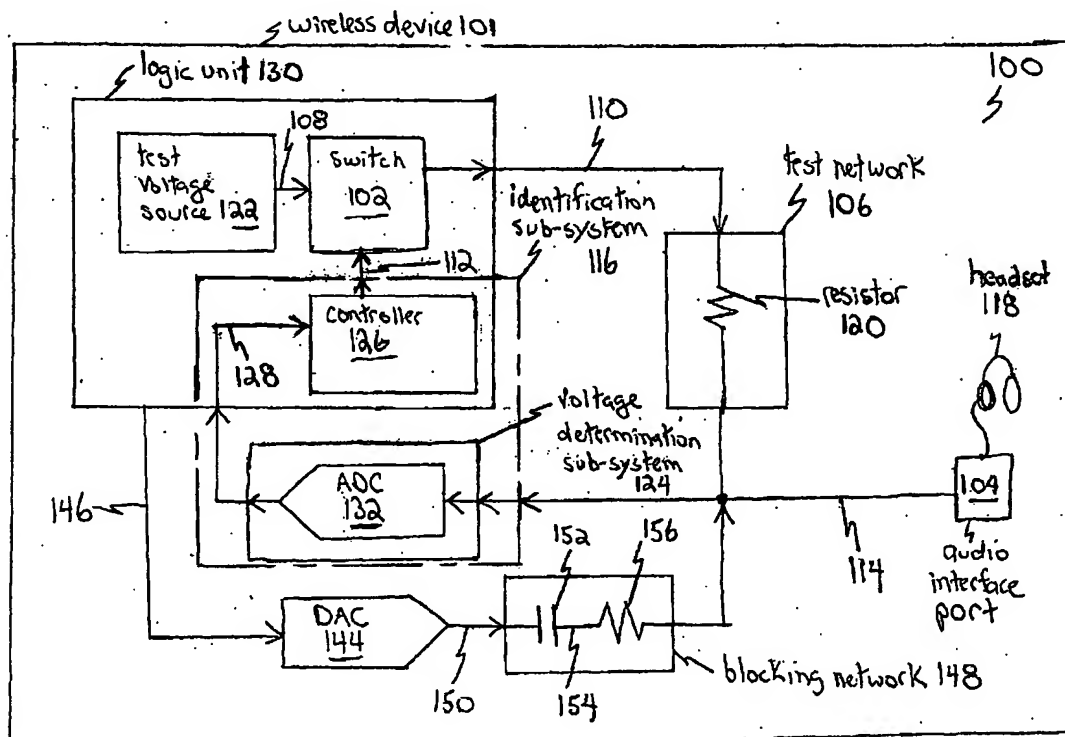 wireless device 101
100
logic unit 130
test
voltage
source 122
108
switch
102
110
test network
106
identification
sub-system
116
112
controller
126
128
resistor
120
headset
118
voltage
determination
sub-system
124
ADC
132
146
152
156
104
114
audio
interface
port
DAC
144
150
154
blocking network 148